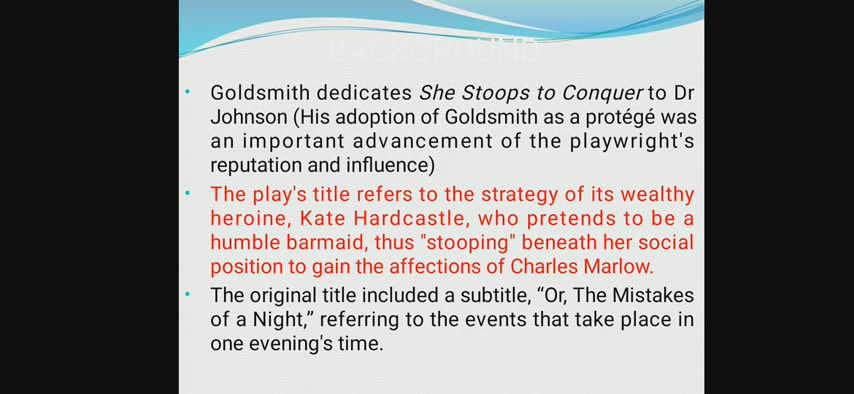 BACKGROUND
• Goldsmith dedicates She Stoops to Conquer to Dr
Johnson (His adoption of Goldsmith as a protégé was
an important advancement of the playwright's
reputation and influence)
• The play's title refers to the strategy of its wealthy
heroine, Kate Hardcastle, who pretends to be a
humble barmaid, thus "stooping" beneath her social
position to gain the affections of Charles Marlow.
• The original title included a subtitle, “Or, The Mistakes
of a Night,” referring to the events that take place in
one evening's time.